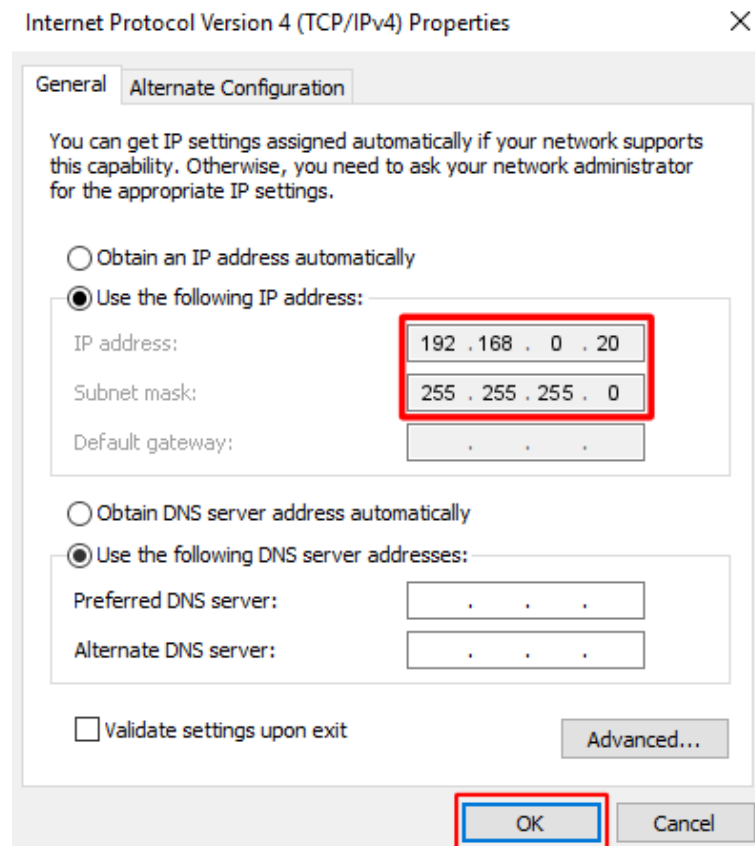 Internet Protocol Version 4 (TCP/IPv4) Properties
General
Alternate Configuration
You can get IP settings assigned automatically if your network supports
this capability. Otherwise, you need to ask your network administrator
for the appropriate IP settings.
Obtain an IP address automatically
Use the following IP address:
IP address: 192 . 168 . 0 . 20
Subnet mask: 255 . 255 . 255 . 0
Default gateway: . . .
Obtain DNS server address automatically
Use the following DNS server addresses:
Preferred DNS server: . . .
Alternate DNS server: . . .
Validate settings upon exit
Advanced...
OK
Cancel